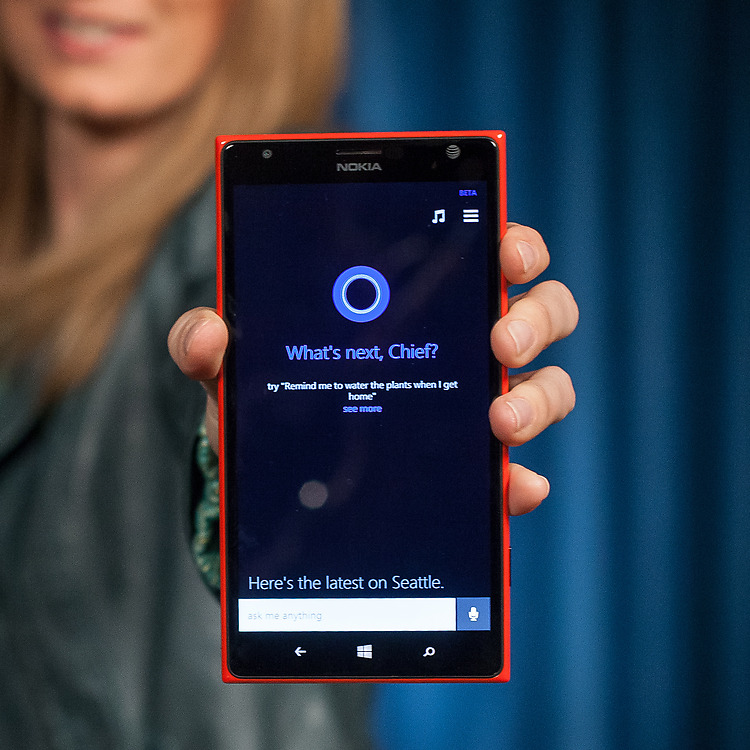 NOKIA
BETA
What's next, Chief?
try "Remind me to water the plants when I get
home"
see more
Here's the latest on Seattle.
ask me anything